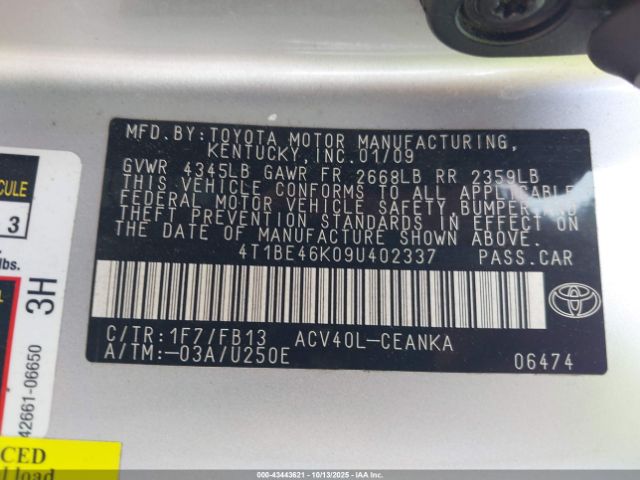 MFD.BY:TOYOTA MOTOR MANUFACTURING,
KENTUCKY, INC.01/09
GVWR 4345LB GAWR FR 2668LB RR 2359LB
THIS VEHICLE CONFORMS TO ALL APPLICABLE
FEDERAL MOTOR VEHICLE SAFETY, BUMPER, AND
THEFT PREVENTION STANDARDS IN EFFECT ON
THE DATE OF MANUFACTURE SHOWN ABOVE.
4T1BE46K09U402337 PASS.CAR
C/TR:1F7/FB13 ACV40L-CEANKA
A/TM:-03A/U250E 06474
TOYOTA
CULE
3
lbs.
3H
42661-06650
CED
load
000-43443621 | 10/13/2025 | IAA